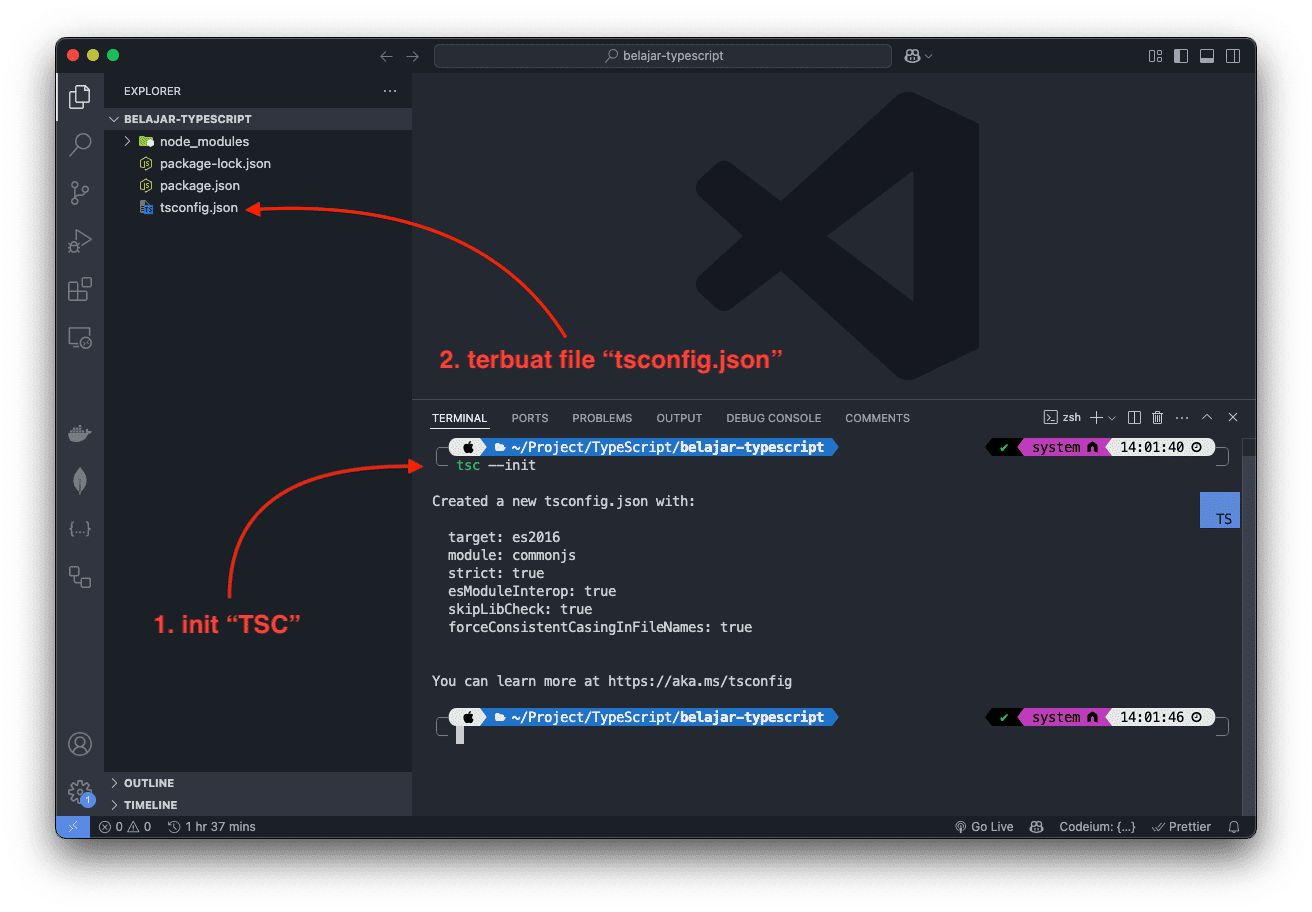 belajar-typescript
EXPLORER
BELAJAR-TYPESCRIPT
node_modules
package-lock.json
package.json
tsconfig.json
2. terbuat file “tsconfig.json”
1. init “TSC”
TERMINAL PORTS PROBLEMS OUTPUT DEBUG CONSOLE COMMENTS zsh
~/Project/TypeScript/belajar-typescript ✔ system 14:01:40
tsc --init
Created a new tsconfig.json with:
TS
target: es2016
module: commonjs
strict: true
esModuleInterop: true
skipLibCheck: true
forceConsistentCasingInFileNames: true
You can learn more at https://aka.ms/tsconfig
~/Project/TypeScript/belajar-typescript ✔ system 14:01:46
OUTLINE
TIMELINE
1
0 0 1 hr 37 mins Go Live Codeium: {...} Prettier